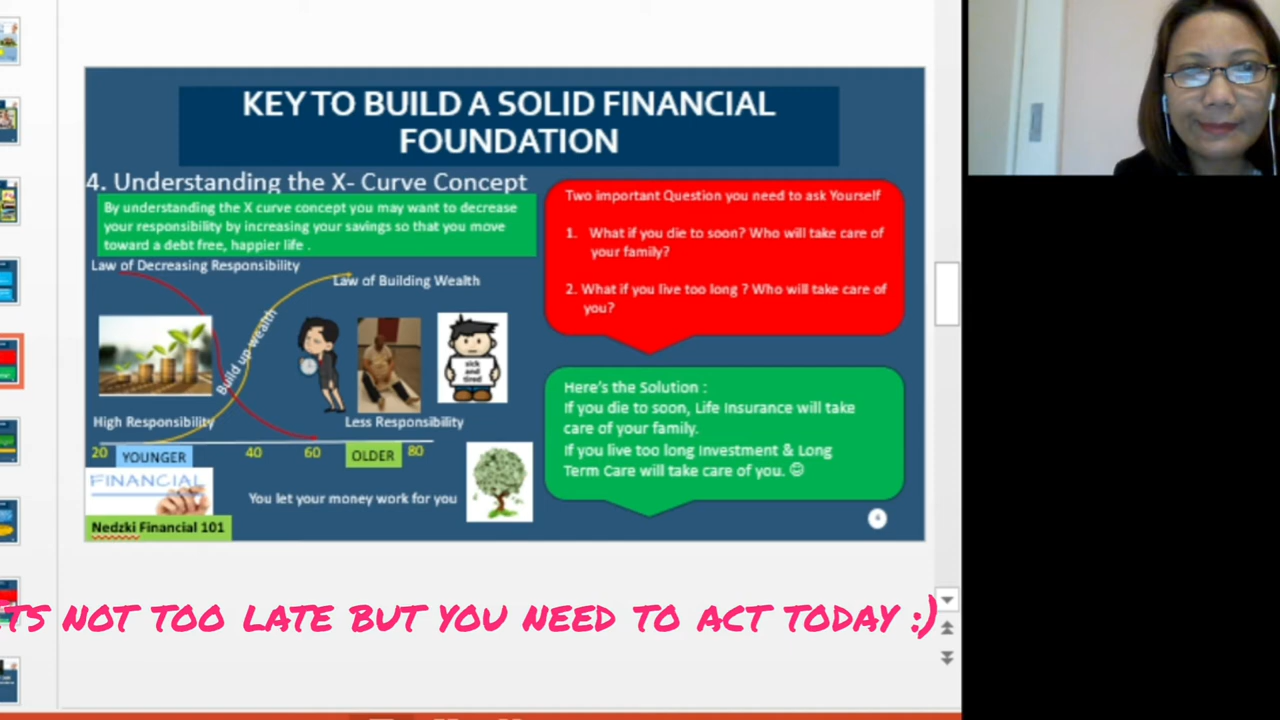 KEY TO BUILD A SOLID FINANCIAL
FOUNDATION
4. Understanding the X- Curve Concept
By understanding the X curve concept you may want to decrease
your responsibility by increasing your savings so that you move
toward a debt free, happier life .
Law of Decreasing Responsibility
Law of Building Wealth
Build up wealth
sick
and
tired
High Responsibility
Less Responsibility
20
YOUNGER
40
60
OLDER
80
FINANCIAL
You let your money work for you
Nedzki Financial 101
Two important Question you need to ask Yourself
1. What if you die to soon? Who will take care of
your family?
2. What if you live too long ? Who will take care of
you?
Here's the Solution :
If you die to soon, Life Insurance will take
care of your family.
If you live too long Investment & Long
Term Care will take care of you. ☺
TS NOT TOO LATE BUT YOU NEED TO ACT TODAY :)